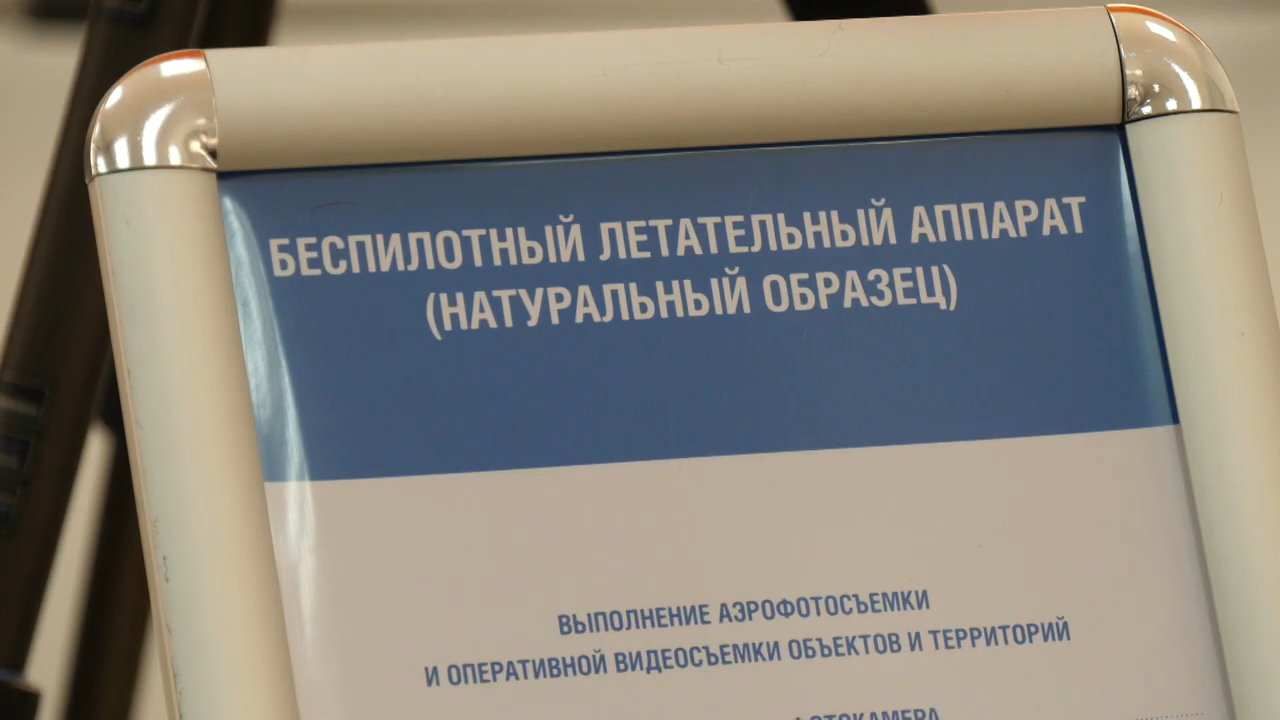 БЕСПИЛОТНЫЙ ЛЕТАТЕЛЬНЫЙ АППАРАТ
(НАТУРАЛЬНЫЙ ОБРАЗЕЦ)
ВЫПОЛНЕНИЕ АЭРОФОТОСЪЕМКИ
И ОПЕРАТИВНОЙ ВИДЕОСЪЕМКИ ОБЪЕКТОВ И ТЕРРИТОРИЙ